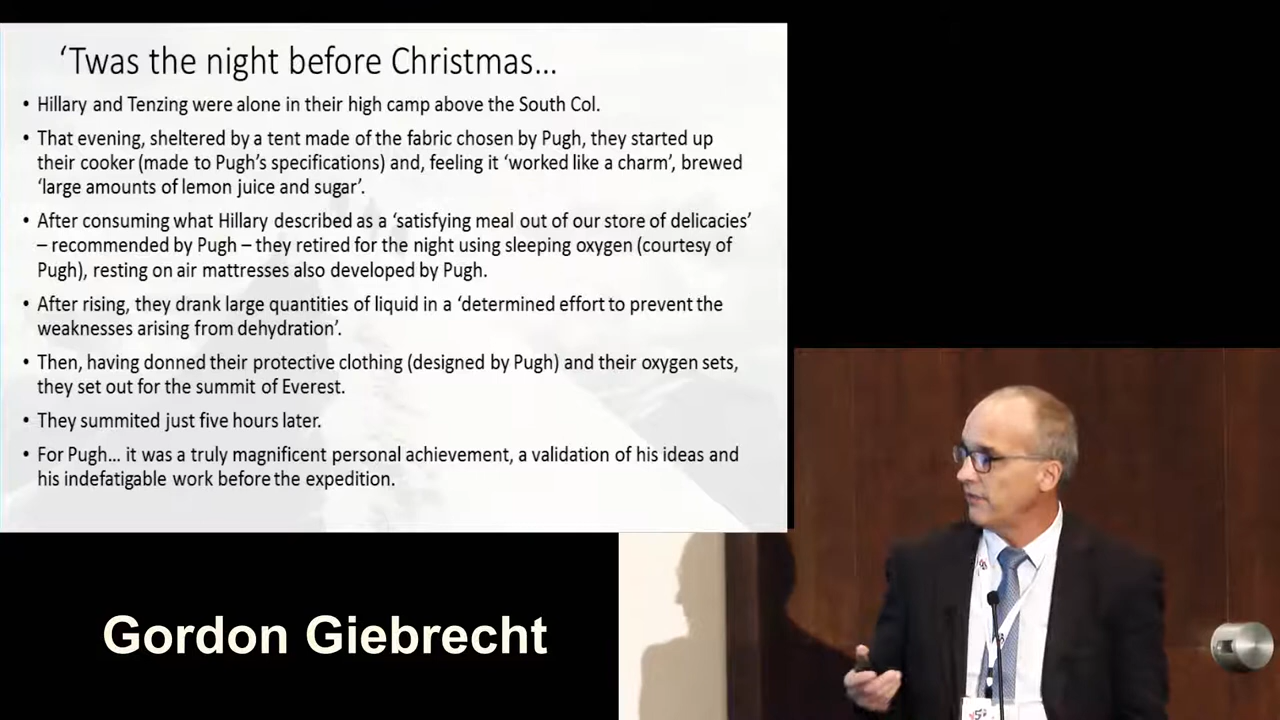 ‘Twas the night before Christmas…
• Hillary and Tenzing were alone in their high camp above the South Col.
• That evening, sheltered by a tent made of the fabric chosen by Pugh, they started up
their cooker (made to Pugh’s specifications) and, feeling it ‘worked like a charm’, brewed
‘large amounts of lemon juice and sugar’.
• After consuming what Hillary described as a ‘satisfying meal out of our store of delicacies’
– recommended by Pugh – they retired for the night using sleeping oxygen (courtesy of
Pugh), resting on air mattresses also developed by Pugh.
• After rising, they drank large quantities of liquid in a ‘determined effort to prevent the
weaknesses arising from dehydration’.
• Then, having donned their protective clothing (designed by Pugh) and their oxygen sets,
they set out for the summit of Everest.
• They summited just five hours later.
• For Pugh… it was a truly magnificent personal achievement, a validation of his ideas and
his indefatigable work before the expedition.
Gordon Giebrecht